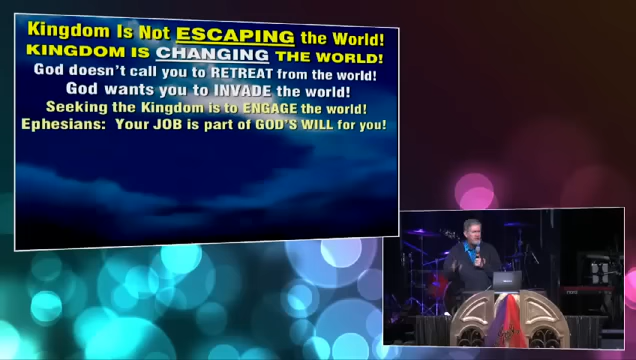 Kingdom Is Not ESCAPING the World!
KINGDOM IS CHANGING THE WORLD!
God doesn't call you to RETREAT from the world!
God wants you to INVADE the world!
Seeking the Kingdom is to ENGAGE the world!
Ephesians: Your JOB is part of GOD'S WILL for you!